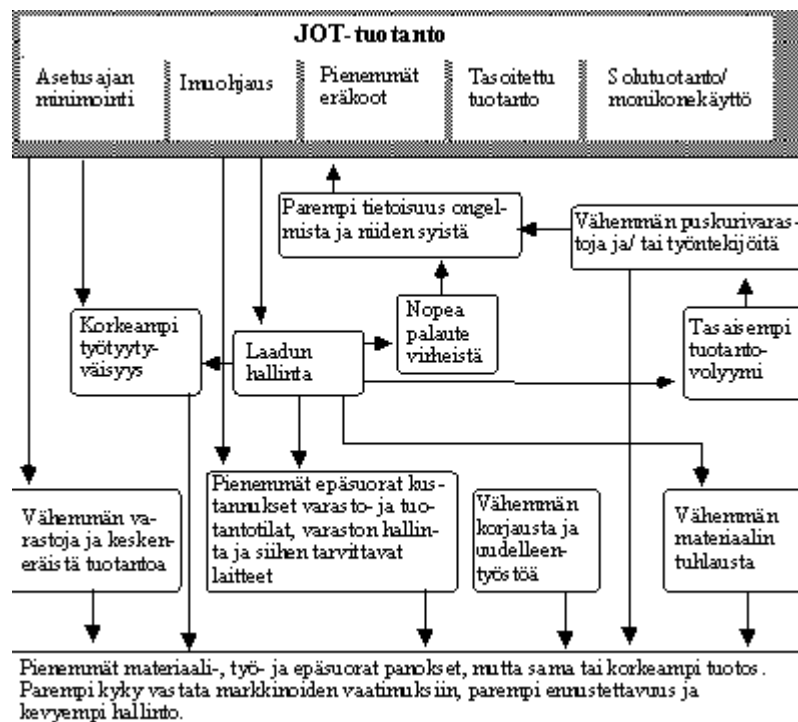 JOT-tuotanto
Asetusajan
minimointi
Imuohjaus
Pienemmät
eräkoot
Tasoitettu
tuotanto
Solutuotanto/
monikonekäyttö
Parempi tietoisuus ongel-
mista ja niiden syistä
Vähemmän puskurivaras-
toja ja/ tai työntekijöitä
Korkeampi
työtyyty-
väisyys
Laadun
hallinta
Nopea
palaute
virheistä
Tasaisempi
tuotanto-
volyymi
Vähemmän va-
rastoja ja kesken-
eräistä tuotantoa
Pienemmät epäsuorat kus-
tannukset varasto- ja tuo-
tantotilat, varaston hallin-
ta ja siihen tarvittavat
laitteet
Vähemmän
korjausta ja
uudelleen-
työstöä
Vähemmän
materiaalin
tuhlausta
Pienemmät materiaali-, työ- ja epäsuorat panokset, mutta sama tai korkeampi tuotos.
Parempi kyky vastata markkinoiden vaatimuksiin, parempi ennustettavuus ja
kevyempi hallinto.